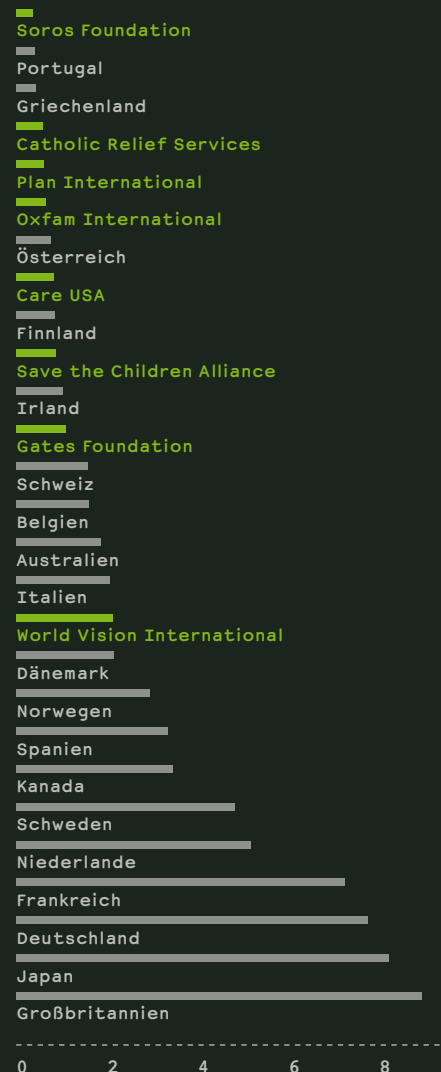 Soros Foundation
Portugal
Griechenland
Catholic Relief Services
Plan International
Oxfam International
Österreich
Care USA
Finnland
Save the Children Alliance
Irland
Gates Foundation
Schweiz
Belgien
Australien
Italien
World Vision International
Dänemark
Norwegen
Spanien
Kanada
Schweden
Niederlande
Frankreich
Deutschland
Japan
Großbritannien
0 2 4 6 8